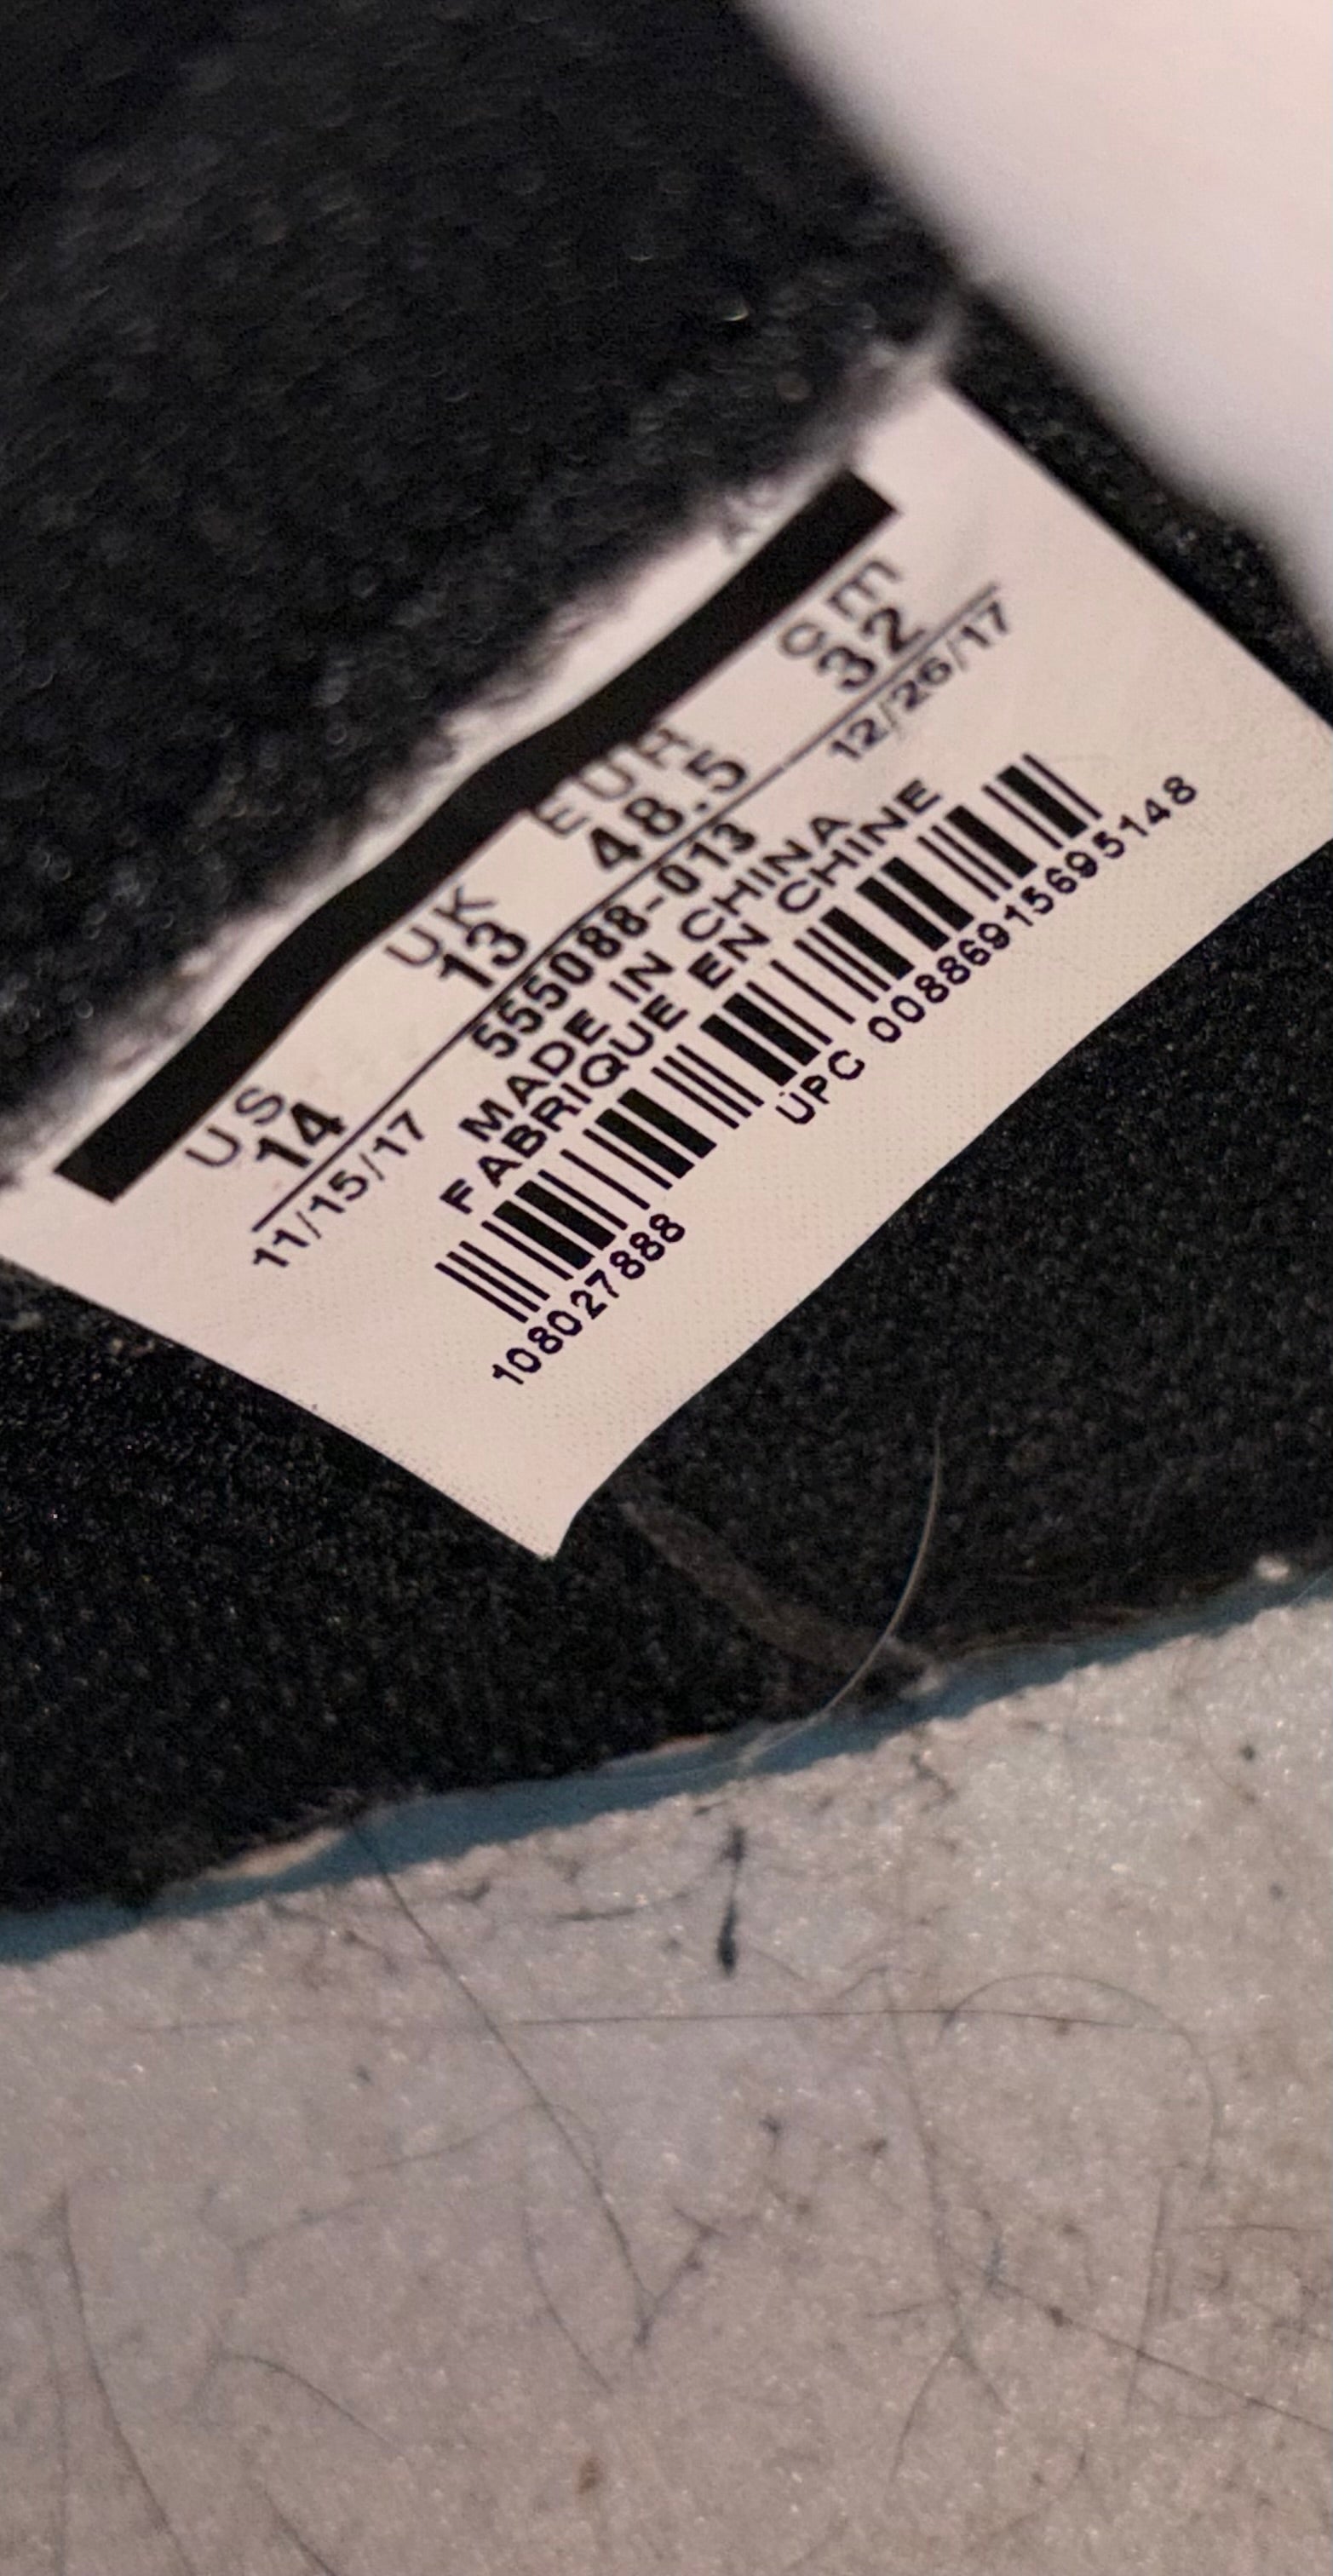 US UK EUR CM
14 13 48.5 32
11/15/17 555088-013 12/26/17
MADE IN CHINA
FABRIQUE EN CHINE
108027888 UPC 00886915695148